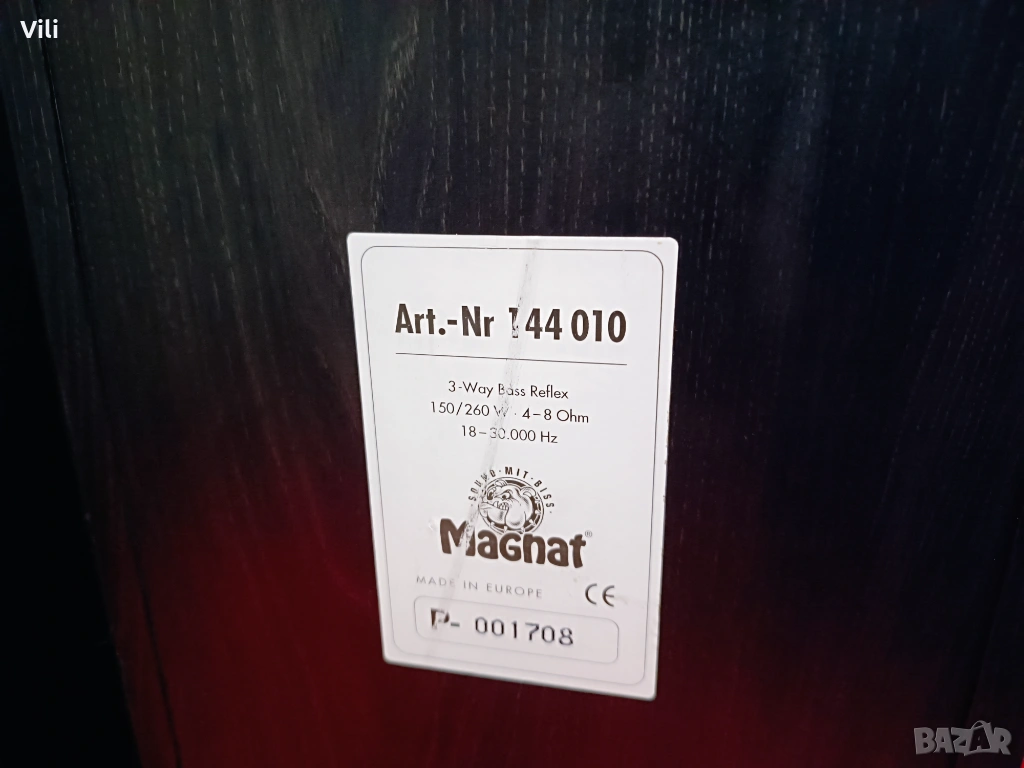 Vili
Art.-Nr 144 010
3-Way Bass Reflex
150/260 W · 4–8 Ohm
18–30.000 Hz
SOUND·MIT·BISS·
Magnat®
MADE IN EUROPE CE
P- 001708
BAZAR